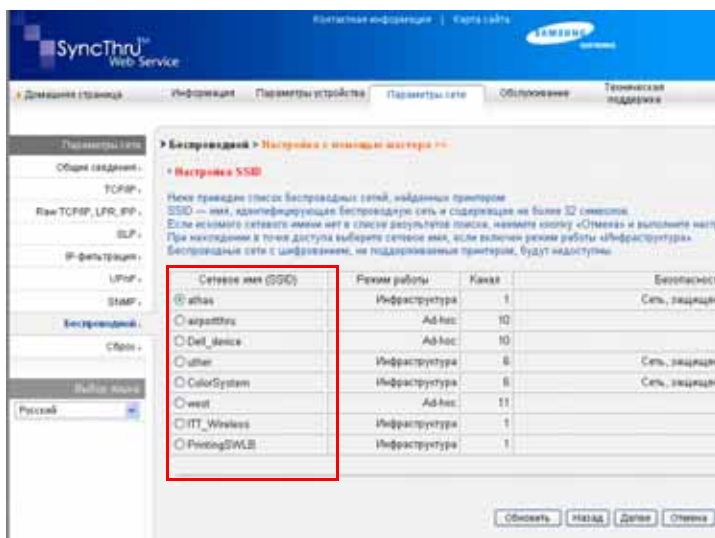 Контактная информация | Карта сайта
SAMSUNG
SyncThru™
Web Service
Домашняя страница
Информация Параметры устройства Параметры сети Обслуживание Техническая поддержка
Параметры сети
Общие сведения
TCP/IP
Raw TCP/IP, LPR, IPP
SLP
IP-фильтрация
UPnP
SNMP
Беспроводной
Сброс
Выбор языка
Русский
Беспроводной > Настройка с помощью мастера >>
Настройка SSID
Ниже приведен список беспроводных сетей, найденных принтером
SSID — имя, идентифицирующее беспроводную сеть и содержащее не более 32 символов.
Если искомого сетевого имени нет в списке результатов поиска, нажмите кнопку «Отмена» и выполните наст
При нахождении в точке доступа выберите сетевое имя, если включен режим работы «Инфраструктура».
Беспроводные сети с шифрованием, не поддерживаемые принтером, будут недоступны.
Сетевое имя (SSID) Режим работы Канал Безопасност
athas Инфраструктура 1 Сеть, защищен
airportthru Ad-hoc 10
Dell_device Ad-hoc 10
uther Инфраструктура 6 Сеть, защищен
ColorSystem Инфраструктура 6 Сеть, защищен
west Ad-hoc 11
ITT_Wireless Инфраструктура 1
PrintingSWLB Инфраструктура 1
Обновить Назад Далее Отмена